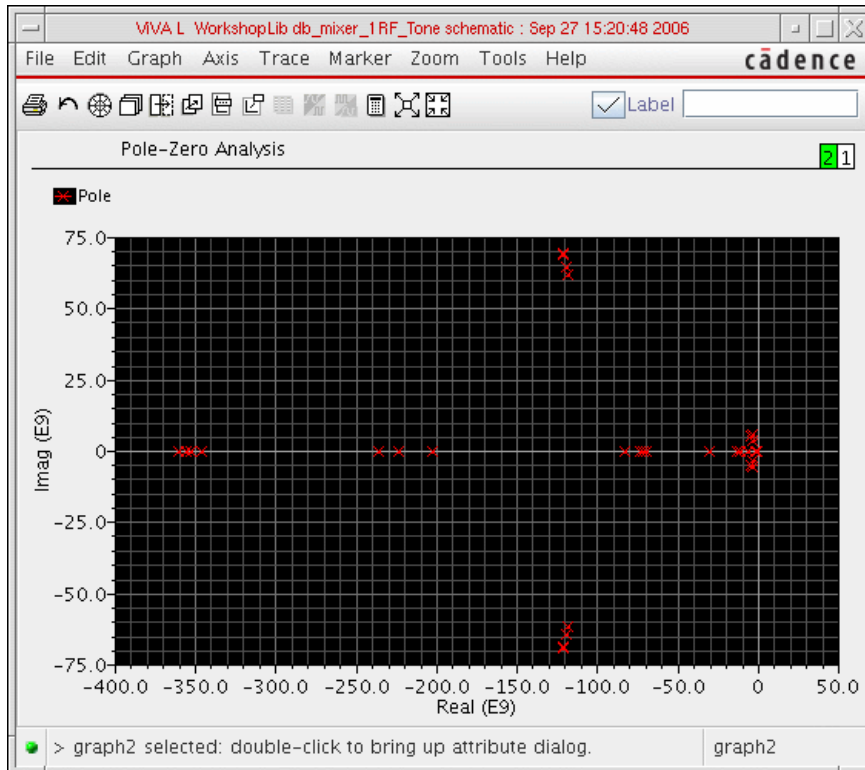 ViVA L WorkshopLib db_mixer_1RF_Tone schematic : Sep 27 15:20:48 2006
File Edit Graph Axis Trace Marker Zoom Tools Help cādence
Label
Pole-Zero Analysis
2 1
Pole
75.0
50.0
25.0
0
-25.0
-50.0
-75.0
Imag (E9)
-400.0 -350.0 -300.0 -250.0 -200.0 -150.0 -100.0 -50.0 0 50.0
Real (E9)
> graph2 selected: double-click to bring up attribute dialog. graph2